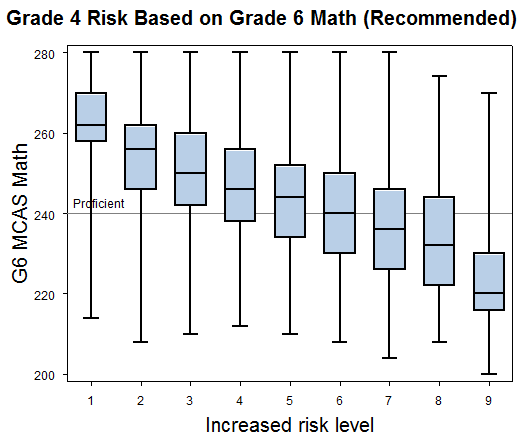 Grade 4 Risk Based on Grade 6 Math (Recommended)
G6 MCAS Math
280
260
240
220
200
Proficient
1 2 3 4 5 6 7 8 9
Increased risk level